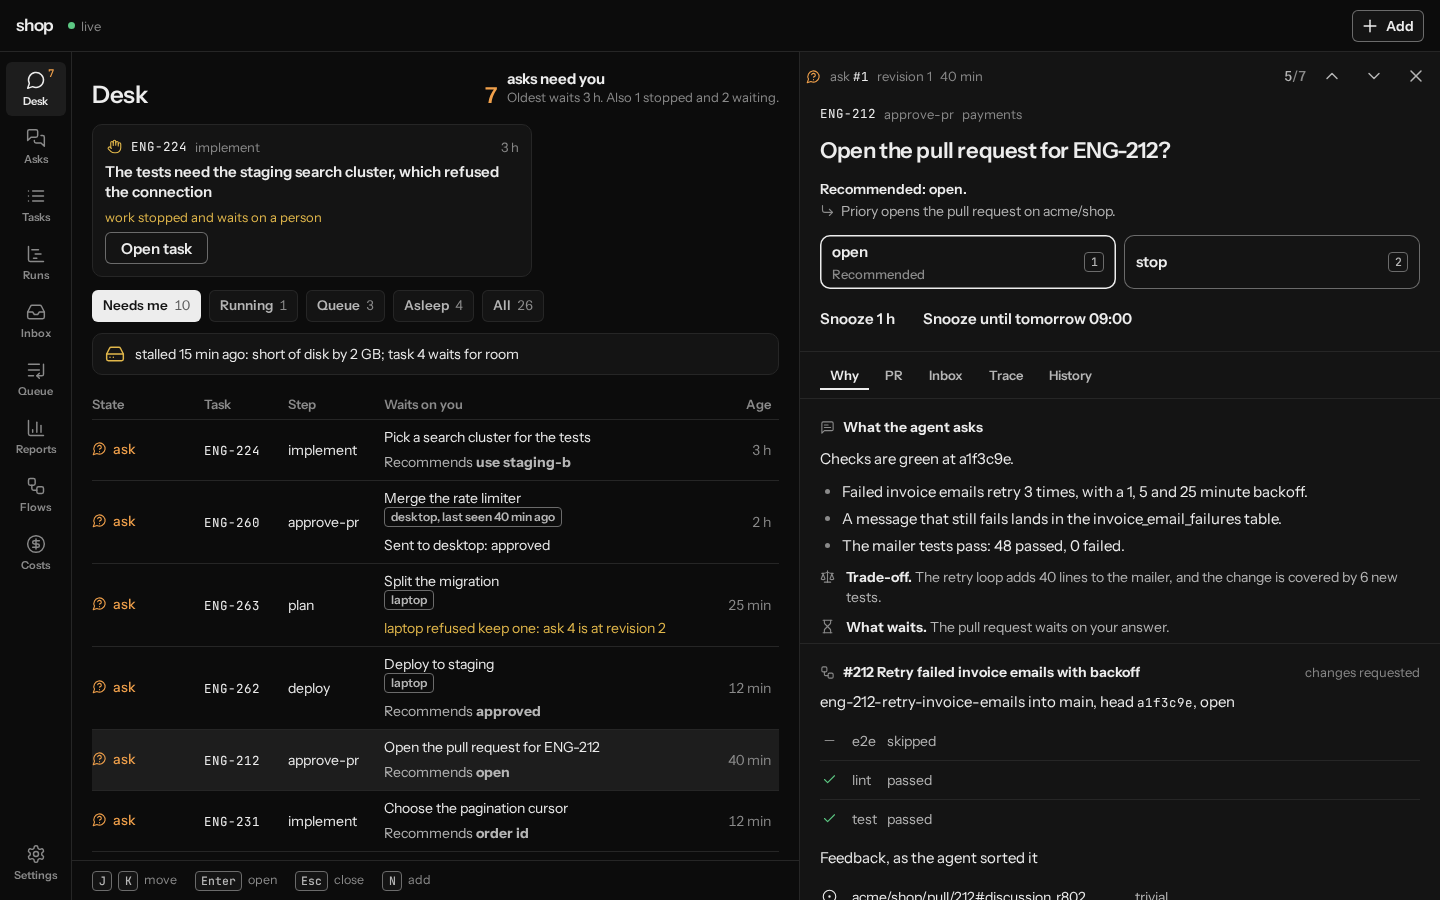 shop
live
Add
7
Desk
Asks
Tasks
Runs
Inbox
Queue
Reports
Flows
Costs
Settings
Desk
7
asks need you
Oldest waits 3 h. Also 1 stopped and 2 waiting.
ENG-224 implement 3 h
The tests need the staging search cluster, which refused
the connection
work stopped and waits on a person
Open task
Needs me 10
Running 1
Queue 3
Asleep 4
All 26
stalled 15 min ago: short of disk by 2 GB; task 4 waits for room
State Task Step Waits on you Age
ask ENG-224 implement Pick a search cluster for the tests 3 h
Recommends use staging-b
ask ENG-260 approve-pr Merge the rate limiter 2 h
desktop, last seen 40 min ago
Sent to desktop: approved
ask ENG-263 plan Split the migration 25 min
laptop
laptop refused keep one: ask 4 is at revision 2
ask ENG-262 deploy Deploy to staging 12 min
laptop
Recommends approved
ask ENG-212 approve-pr Open the pull request for ENG-212 40 min
Recommends open
ask ENG-231 implement Choose the pagination cursor 12 min
Recommends order id
J K move Enter open Esc close N add
ask #1 revision 1 40 min 5/7
ENG-212 approve-pr payments
Open the pull request for ENG-212?
Recommended: open.
Priory opens the pull request on acme/shop.
open
Recommended
1
stop
2
Snooze 1 h Snooze until tomorrow 09:00
Why PR Inbox Trace History
What the agent asks
Checks are green at a1f3c9e.
Failed invoice emails retry 3 times, with a 1, 5 and 25 minute backoff.
A message that still fails lands in the invoice_email_failures table.
The mailer tests pass: 48 passed, 0 failed.
Trade-off. The retry loop adds 40 lines to the mailer, and the change is covered by 6 new
tests.
What waits. The pull request waits on your answer.
#212 Retry failed invoice emails with backoff changes requested
eng-212-retry-invoice-emails into main, head a1f3c9e, open
e2e skipped
lint passed
test passed
Feedback, as the agent sorted it
acme/shop/pull/212#discussion_r802 trivial